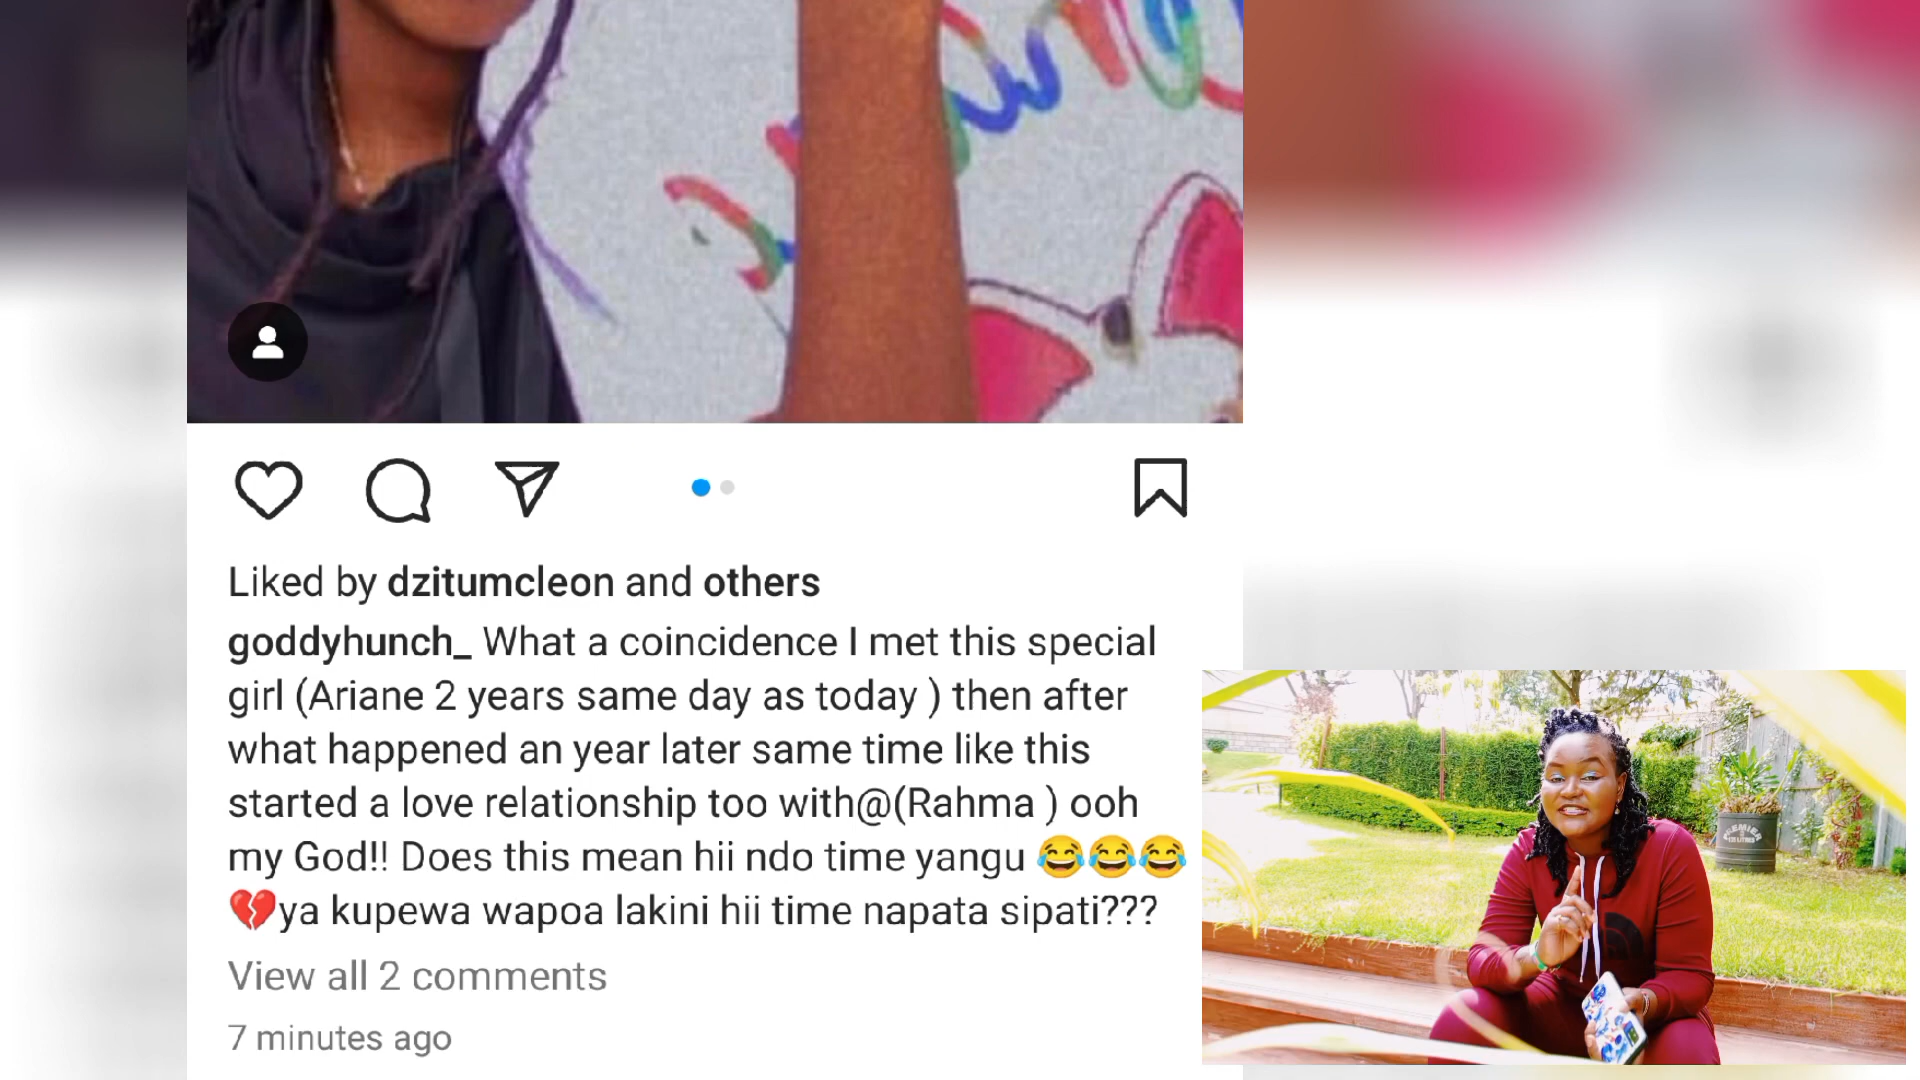 Liked by dzitumcleon and others
goddyhunch_ What a coincidence I met this special
girl (Ariane 2 years same day as today ) then after
what happened an year later same time like this
started a love relationship too with@(Rahma ) ooh
my God!! Does this mean hii ndo time yangu 😂😂😂
💔ya kupewa wapoa lakini hii time napata sipati???
View all 2 comments
7 minutes ago
PREMIER